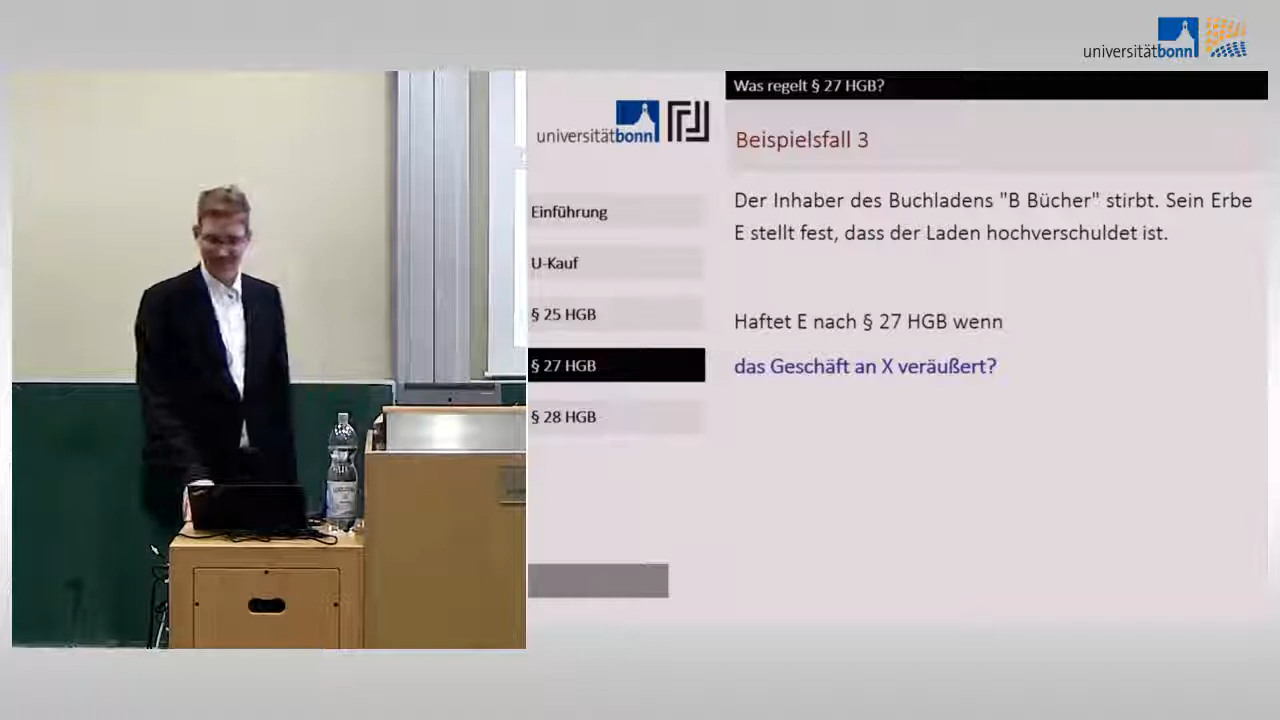 universitätbonn
Was regelt § 27 HGB?
universitätbonn
Beispielsfall 3
Der Inhaber des Buchladens "B Bücher" stirbt. Sein Erbe
E stellt fest, dass der Laden hochverschuldet ist.
Haftet E nach § 27 HGB wenn
das Geschäft an X veräußert?
Einführung
U-Kauf
§ 25 HGB
§ 27 HGB
§ 28 HGB